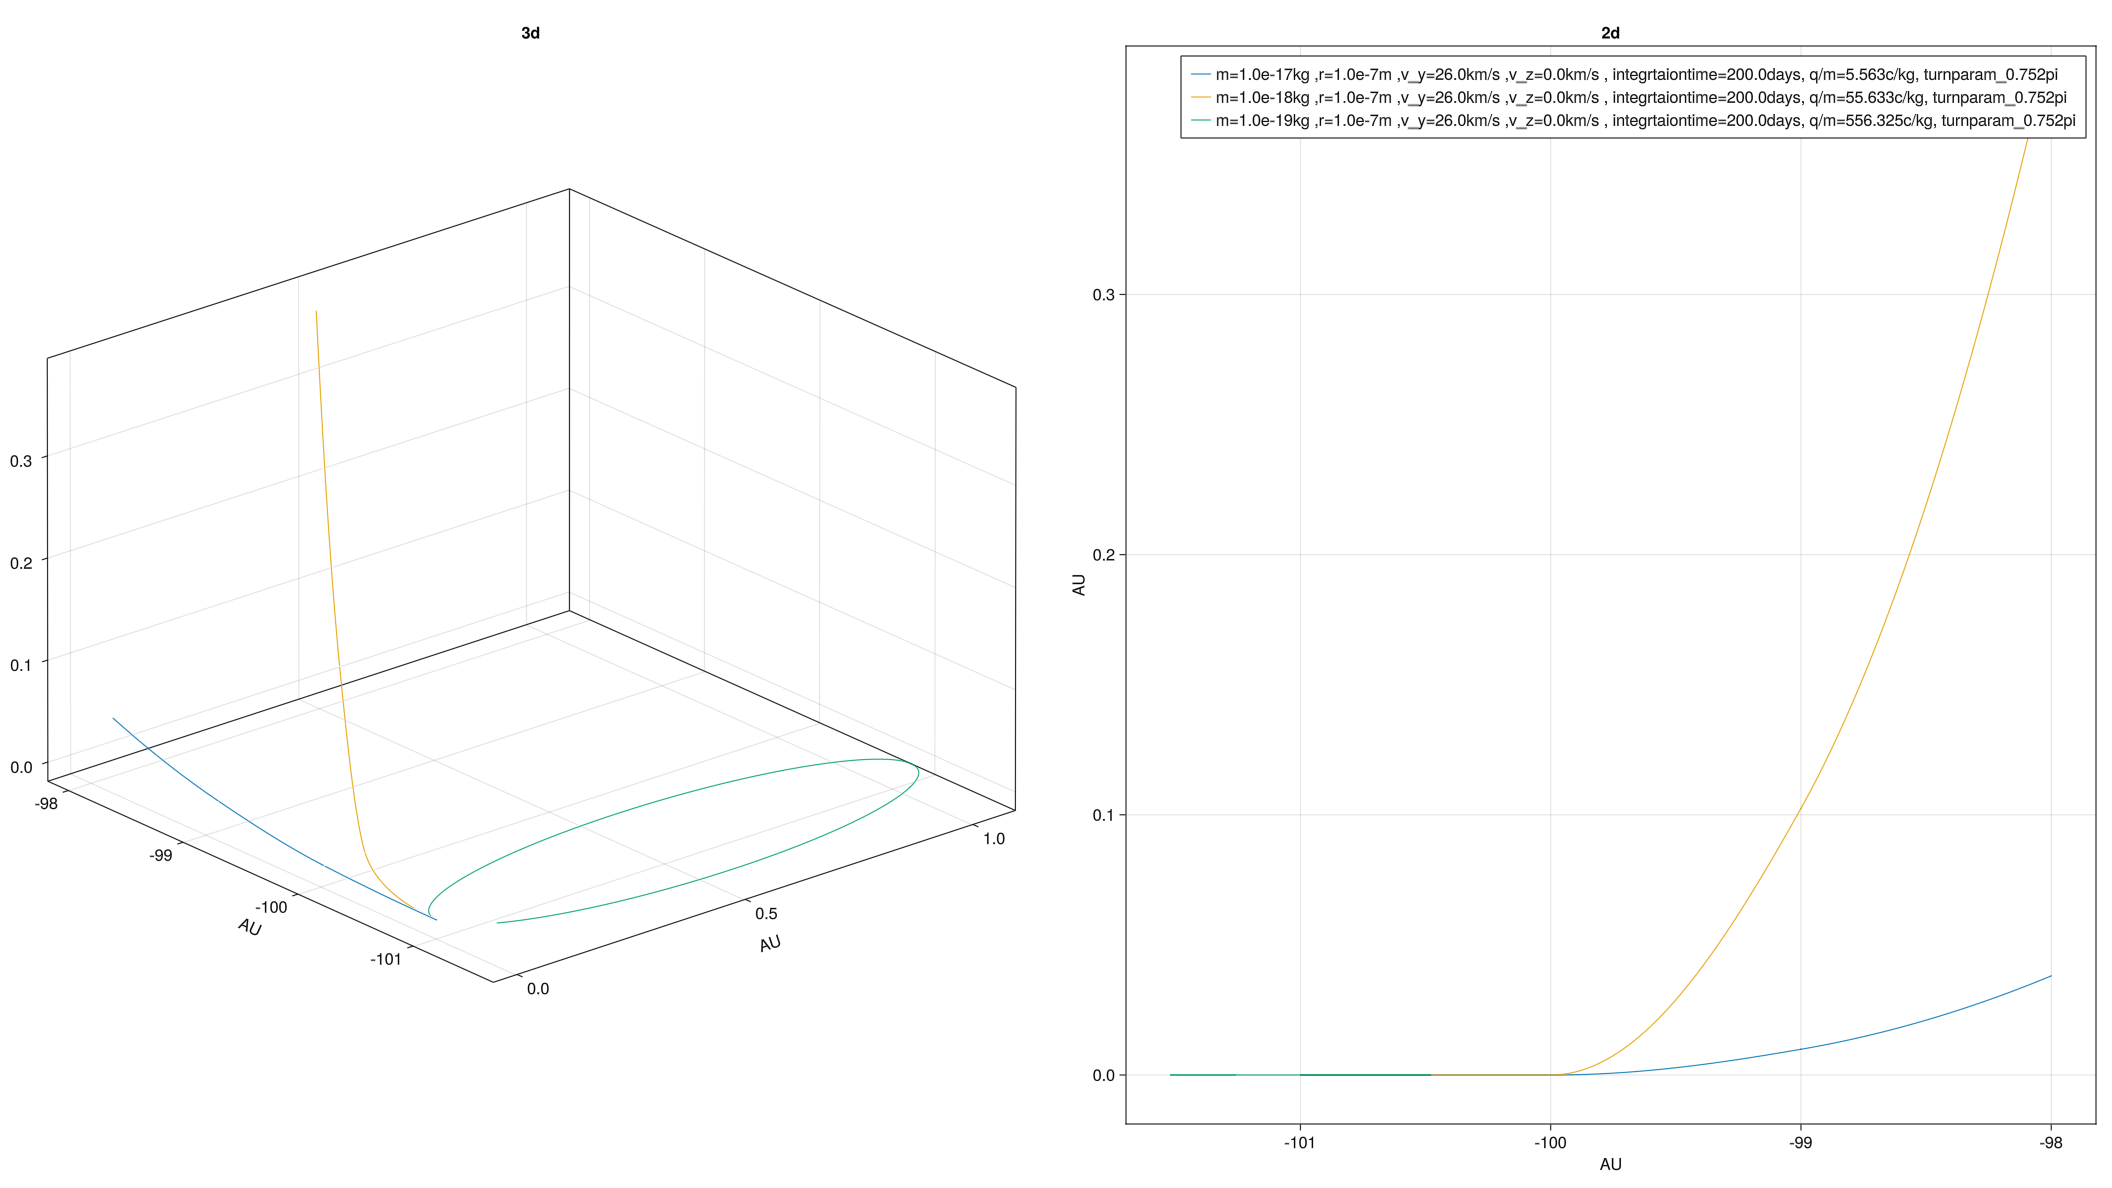 3d
0.3
0.2
0.1
0.0
-98
-99
-100
-101
AU
0.0
0.5
1.0
AU
2d
m=1.0e-17kg ,r=1.0e-7m ,v_y=26.0km/s ,v_z=0.0km/s , integrtaiontime=200.0days, q/m=5.563c/kg, turnparam_0.752pi
m=1.0e-18kg ,r=1.0e-7m ,v_y=26.0km/s ,v_z=0.0km/s , integrtaiontime=200.0days, q/m=55.633c/kg, turnparam_0.752pi
m=1.0e-19kg ,r=1.0e-7m ,v_y=26.0km/s ,v_z=0.0km/s , integrtaiontime=200.0days, q/m=556.325c/kg, turnparam_0.752pi
0.3
0.2
AU
0.1
0.0
-101
-100
-99
-98
AU